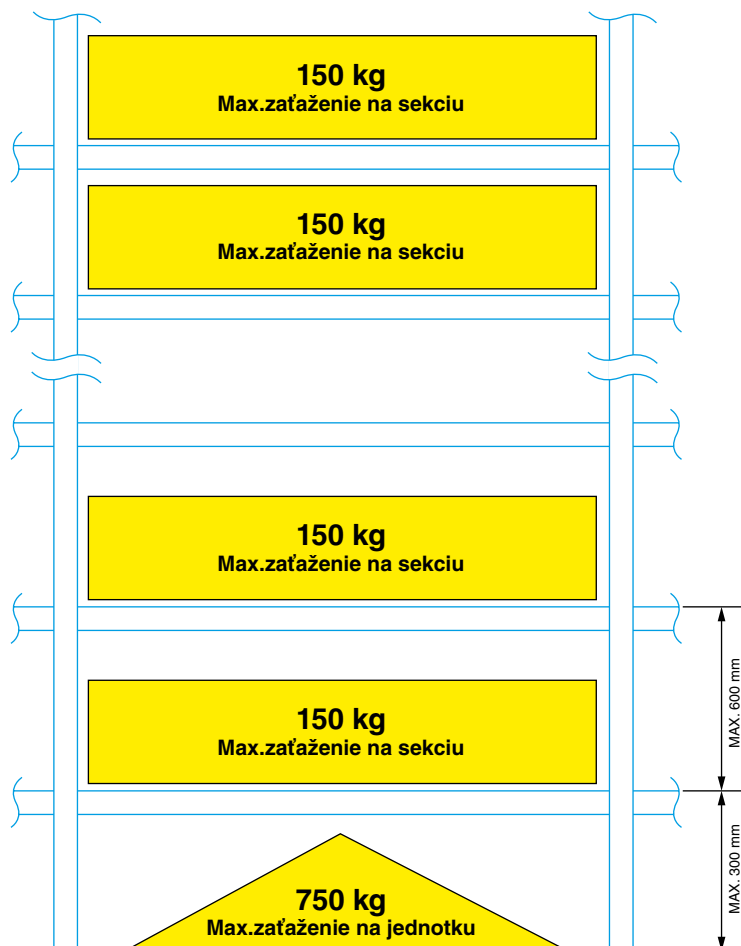 150 kg
Max.zaťaženie na sekciu
150 kg
Max.zaťaženie na sekciu
150 kg
Max.zaťaženie na sekciu
MAX. 600 mm
150 kg
Max.zaťaženie na sekciu
MAX. 300 mm
750 kg
Max.zaťaženie na jednotku